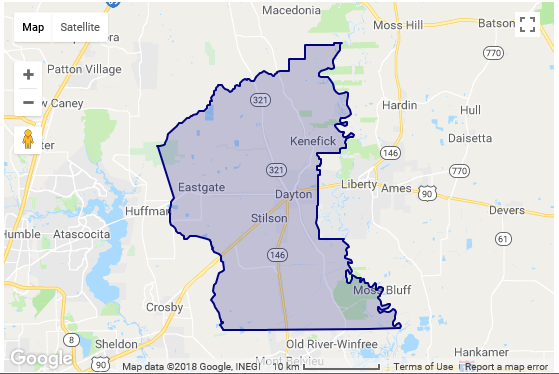 Macedonia
Map Satellite
Moss Hill
Batson
770
Patton Village
321
Caney
Hardin
Hull
Kenefick
Daisetta
146
770
321
Eastgate
Dayton
Liberty
Ames
90
Huffman
Stilson
Devers
Humble
Atascocita
61
146
Moss Bluff
Crosby
8
Sheldon
Old River-Winfree
Hankamer
90
Mont Belvieu
Google
Map data ©2018 Google, INEGI 10 km Terms of Use Report a map error